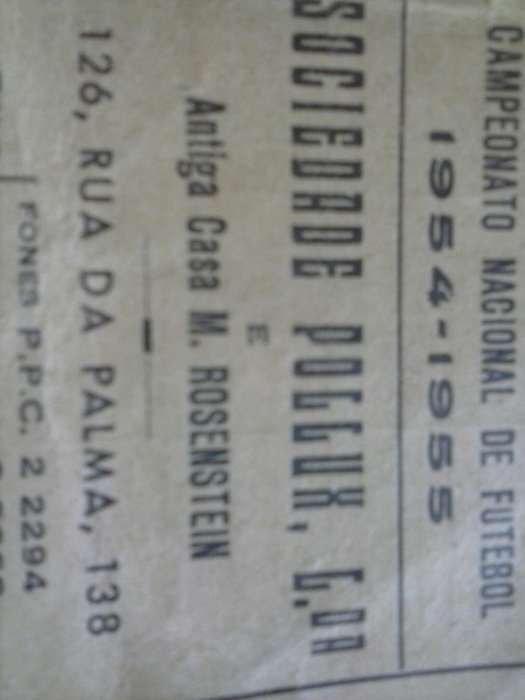 CAMPEONATO NACIONAL DE FUTEBOL
1954-1955
SOCIEDADE POLLUX, L.DA
E
Antiga Casa M. ROSENSTEIN
126, RUA DA PALMA, 138
FONES P.P.C. 2 2294